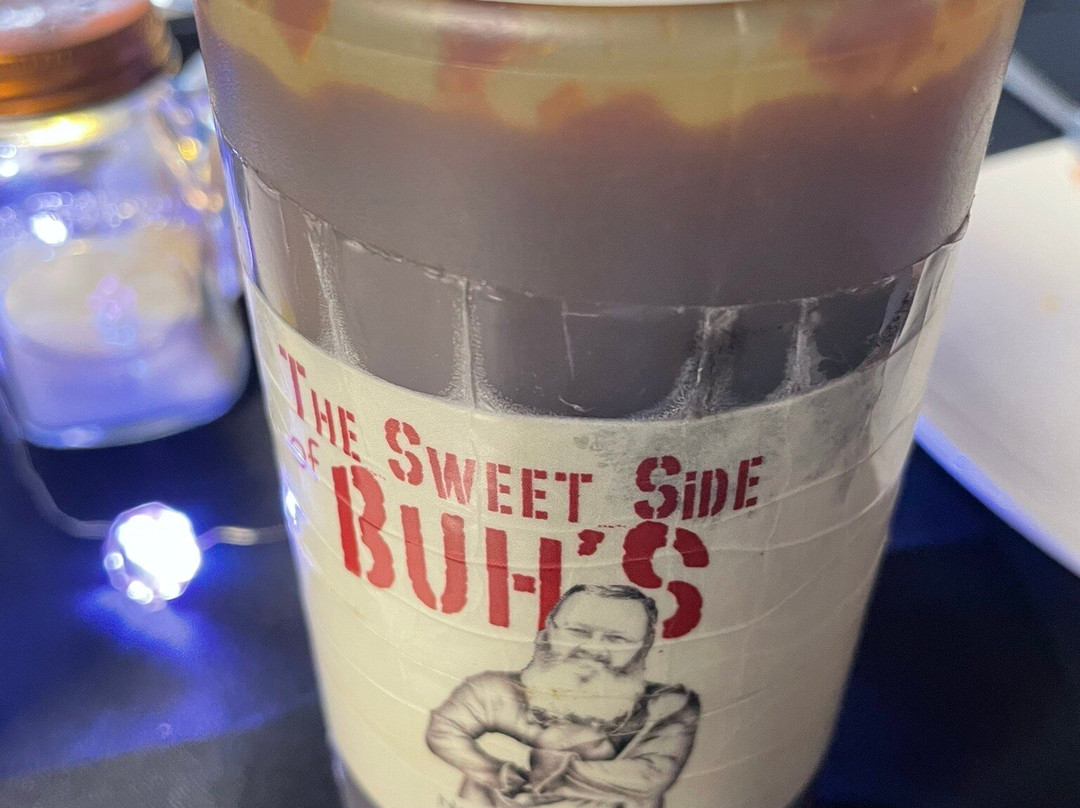 THE SWEET SiDE
OF
BUH'S